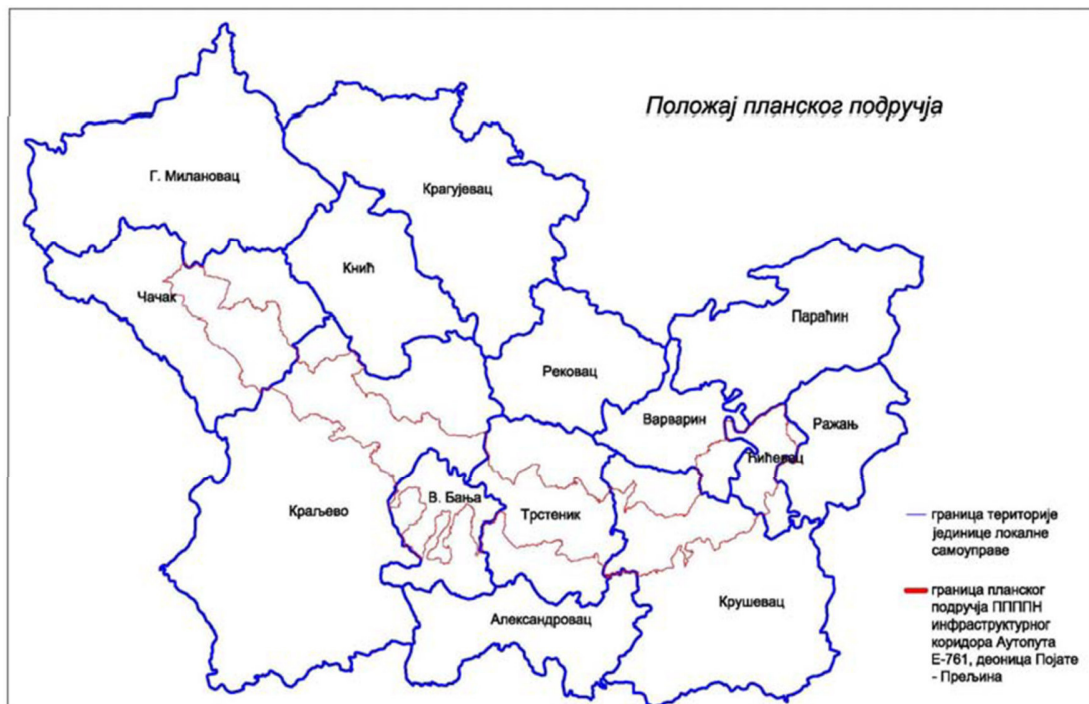 Положај планског подручја
Г. Милановац
Крагујевац
Кнић
Чачак
Параћин
Рековац
Варварин
Ражањ
Ћићевац
В. Бања
Краљево
Трстеник
Крушевац
Александровац
граница територије
јединице локалне
самоуправе
граница планског
подручја ПППН
инфраструктурног
коридора Аутопута
Е-761, деоница Појате
- Прељина